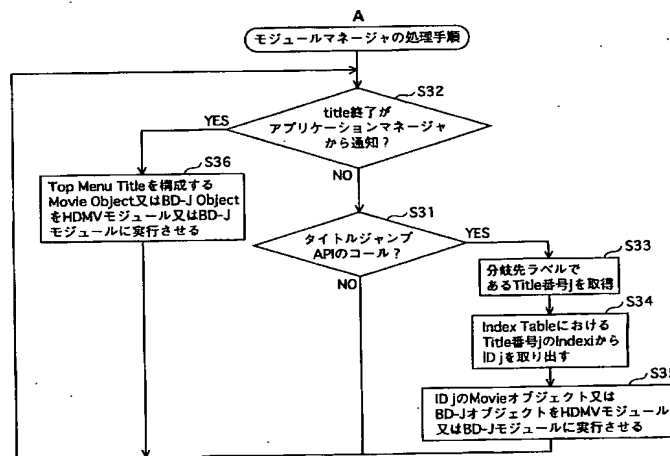 A
モジュールマネージャの処理手順
S32
title終了が
アプリケーションマネージャ
から通知?
YES
NO
S36
Top Menu Titleを構成する
Movie Object又はBD-J Object
をHDMVモジュール又はBD-J
モジュールに実行させる
S31
タイトルジャンプ
APIのコール?
YES
NO
S33
分岐先ラベルで
あるTitle番号jを取得
S34
Index Tableにおける
Title番号jのIndexiから
ID jを取り出す
S35
ID jのMovieオブジェクト又は
BD-JオブジェクトをHDMVモジュール
又はBD-Jモジュールに実行させる